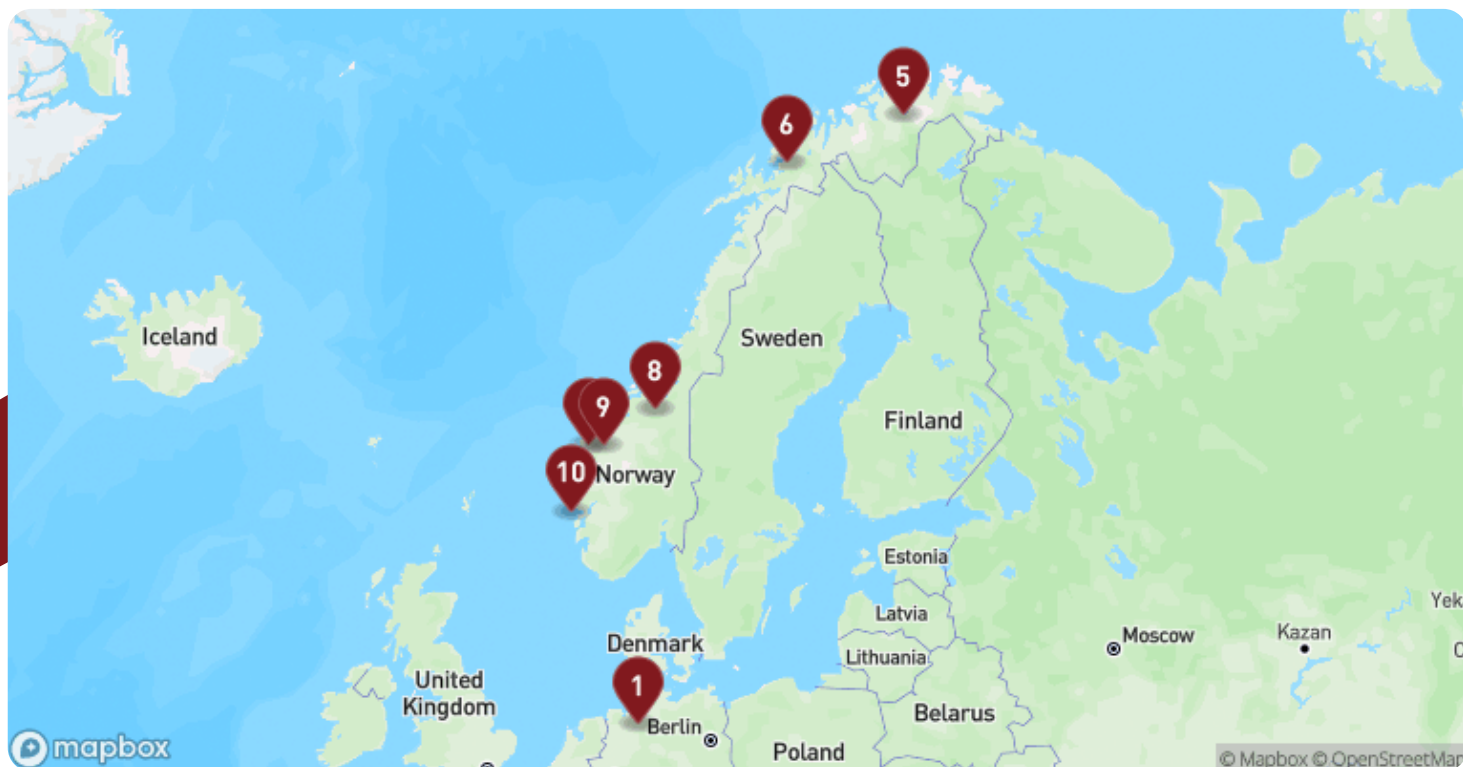 5
6
Iceland
Sweden
8
9
Finland
10
Norway
Estonia
Latvia
Denmark
Lithuania
Moscow
Kazan
Yek
1
United
Kingdom
Berlin
Belarus
Poland
mapbox
© Mapbox © OpenStreetMap